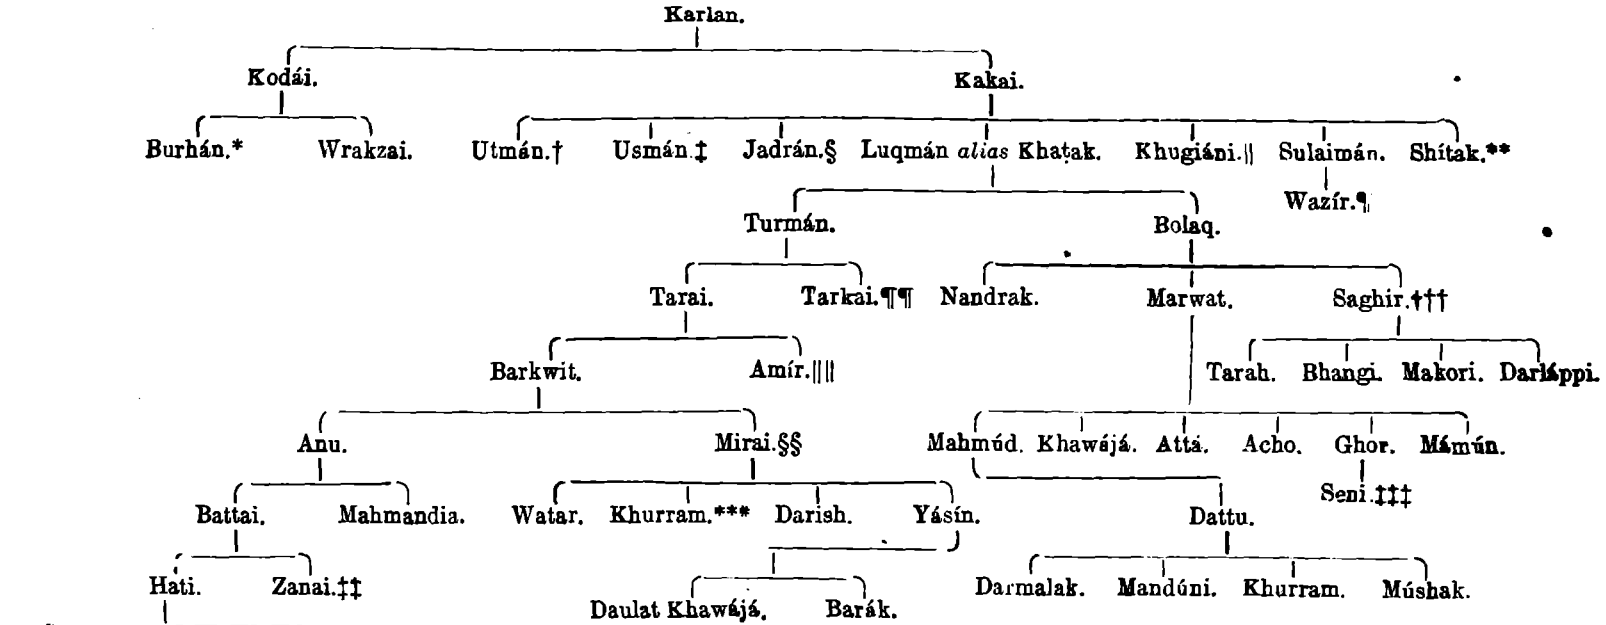 Karlan.
Kodái. Kakai.
Burhán.* Wrakzai. Utmán.† Usmán.‡ Jadrán.§ Luqmán alias Khaṭak. Khugiáni.|| Sulaimán. Shítak.**
Wazír.¶
Turmán. Bolaq.
Tarai. Tarkai.¶¶ Nandrak. Marwat. Saghir.†††
Barkwit. Amír.|||| Tarah. Bhangi. Makori. Darláppi.
Anu. Mirai.§§ Mahmúd. Khawájá. Attá. Acho. Ghor. Mámún.
Seni.‡‡‡
Battai. Mahmandia. Watar. Khurram.*** Darish. Yásín. Dattu.
Hati. Zanai.‡‡ Daulat Khawájá. Barák. Darmalak. Mandúni. Khurram. Múshak.